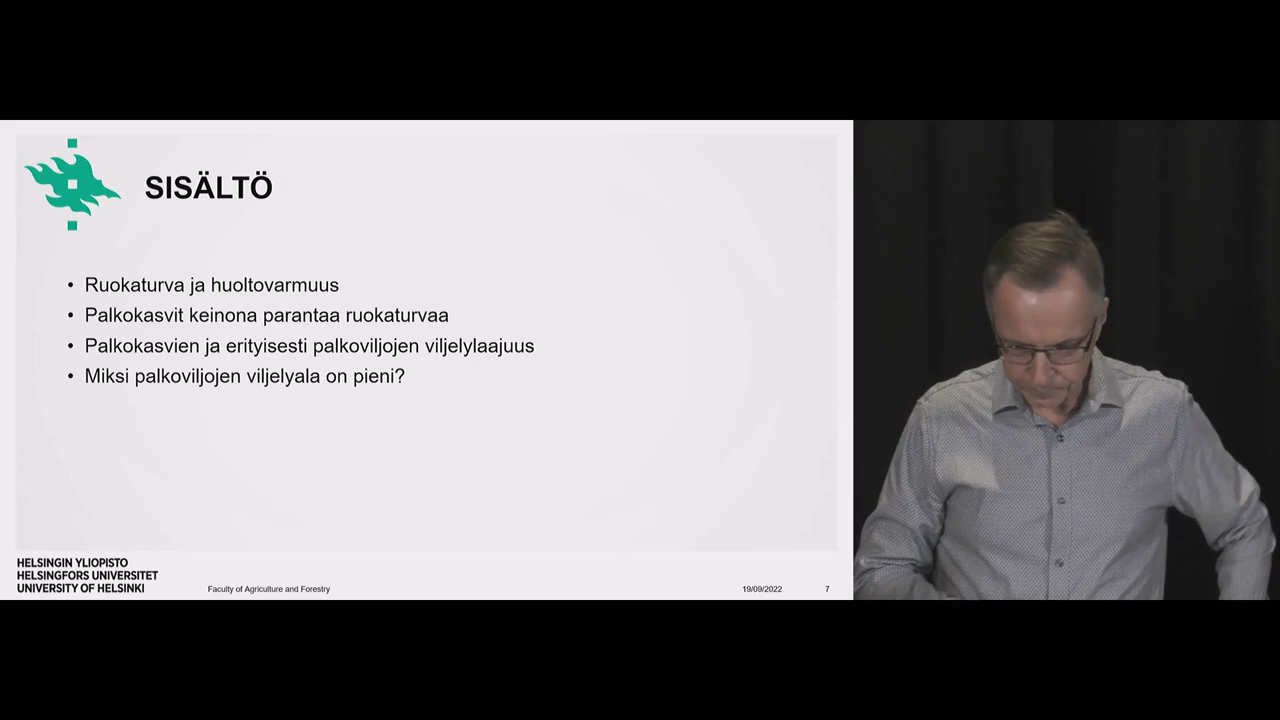 SISÄLTÖ
• Ruokaturva ja huoltovarmuus
• Palkokasvit keinona parantaa ruokaturvaa
• Palkokasvien ja erityisesti palkoviljojen viljelylaajuus
• Miksi palkoviljojen viljelyala on pieni?
HELSINGIN YLIOPISTO
HELSINGFORS UNIVERSITET
UNIVERSITY OF HELSINKI
Faculty of Agriculture and Forestry
19/09/2022
7